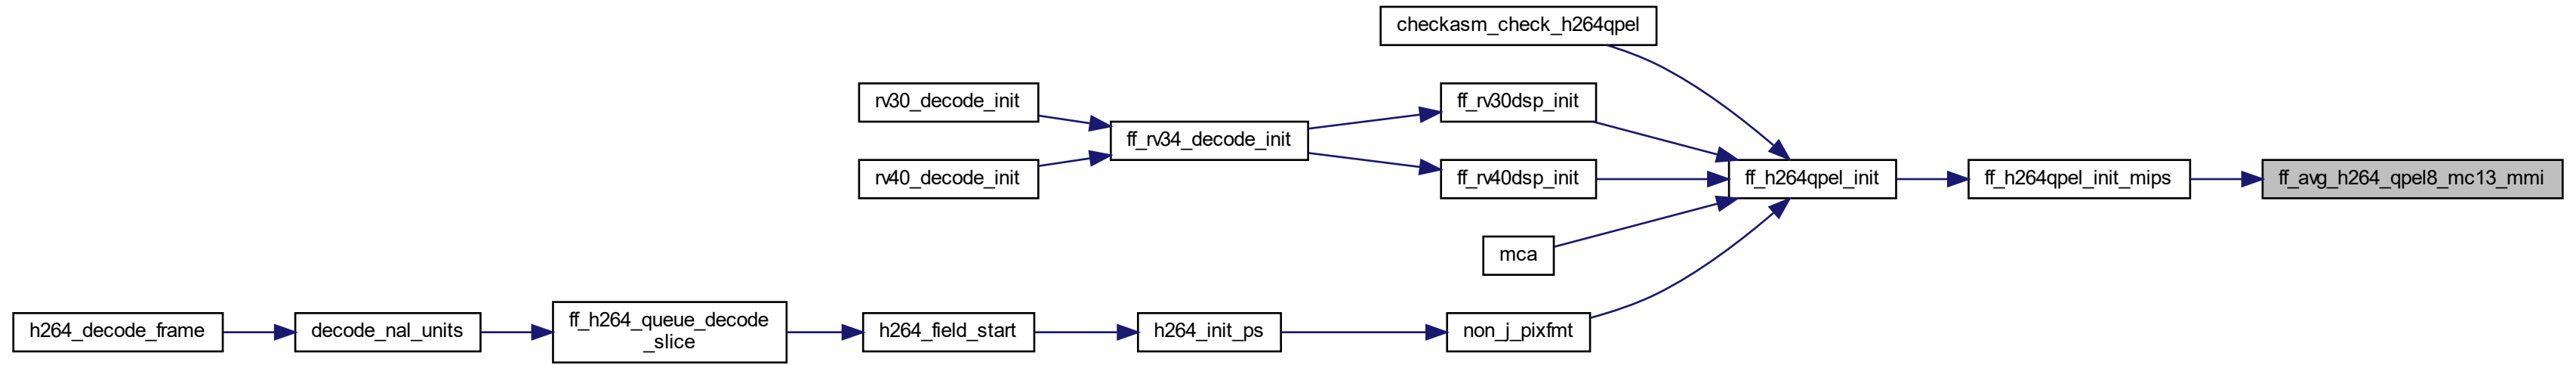 checkasm_check_h264qpel
rv30_decode_init
ff_rv30dsp_init
ff_rv34_decode_init
rv40_decode_init
ff_rv40dsp_init
ff_h264qpel_init
ff_h264qpel_init_mips
ff_avg_h264_qpel8_mc13_mmi
mca
h264_decode_frame
decode_nal_units
ff_h264_queue_decode
_slice
h264_field_start
h264_init_ps
non_j_pixfmt